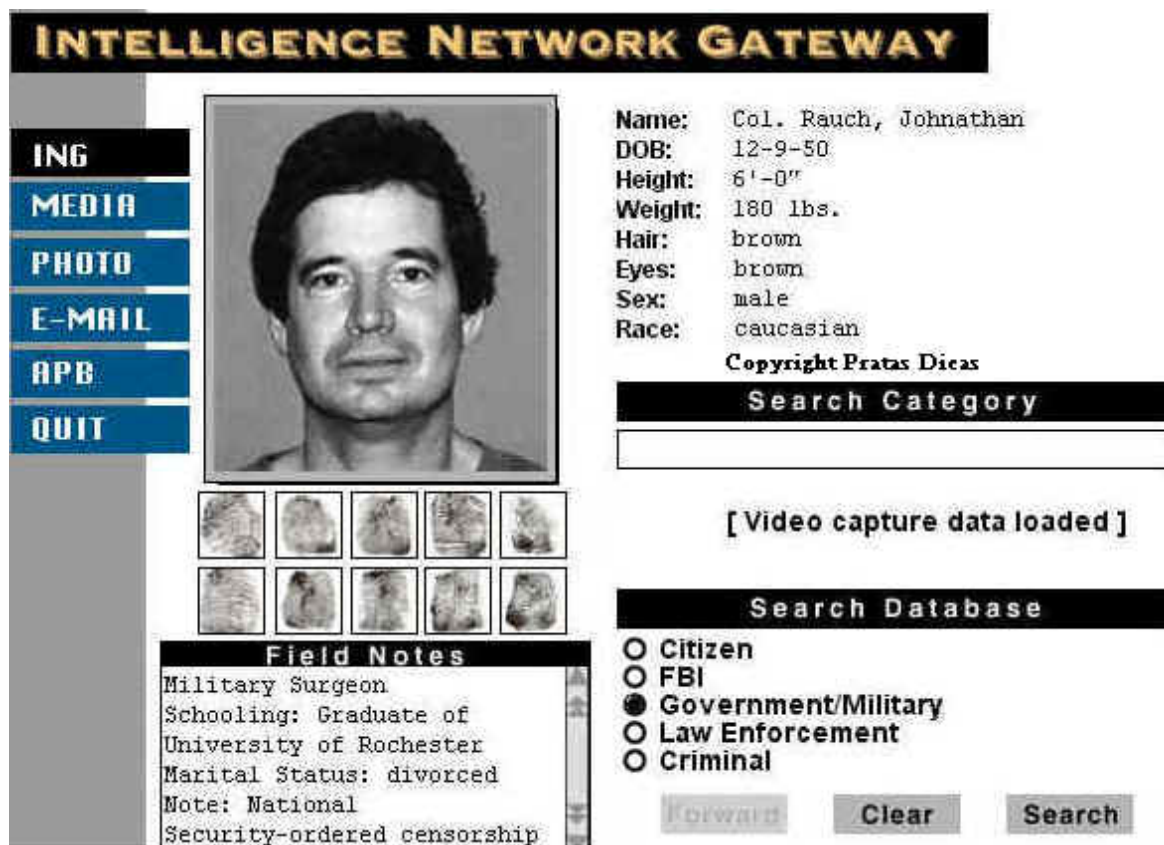 INTELLIGENCE NETWORK GATEWAY
ING
MEDIA
PHOTO
E-MAIL
APB
QUIT
Name: Col. Rauch, Johnathan
DOB: 12-9-50
Height: 6'-0"
Weight: 180 lbs.
Hair: brown
Eyes: brown
Sex: male
Race: caucasian
Copyright Pratas Dicas
Search Category
[ Video capture data loaded ]
Field Notes
Military Surgeon
Schooling: Graduate of
University of Rochester
Marital Status: divorced
Note: National
Security-ordered censorship
Search Database
Citizen
FBI
Government/Military
Law Enforcement
Criminal
Forward Clear Search